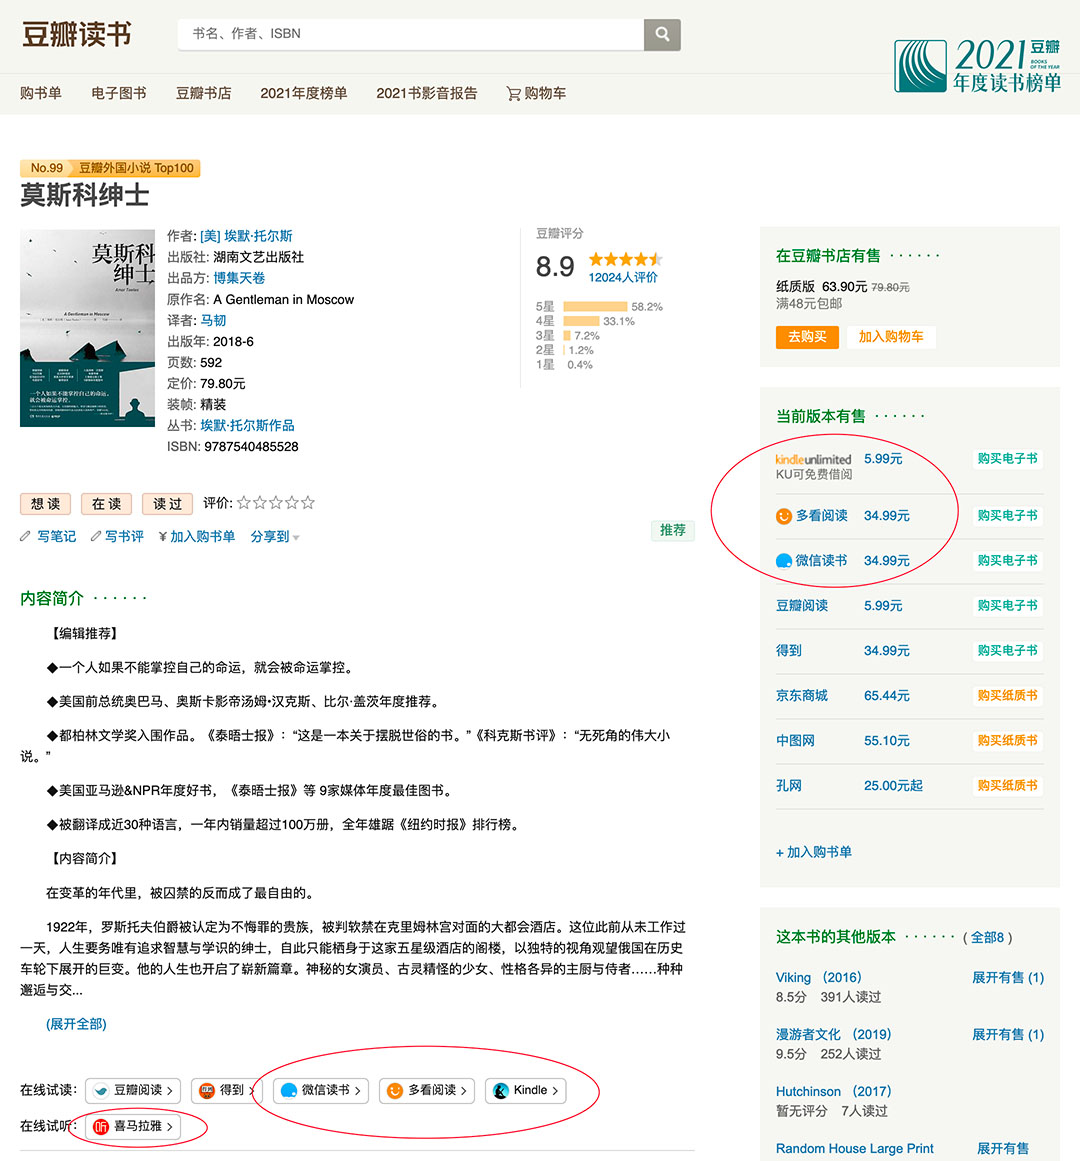 豆瓣读书
书名、作者、ISBN
2021 豆瓣
BOOKS OF THE YEAR
年度读书榜单
购书单 电子图书 豆瓣书店 2021年度榜单 2021书影音报告 购物车
No.99 豆瓣外国小说 Top100
莫斯科绅士
莫斯科
绅士
Amor Towles
A Gentleman in Moscow
一个人如果不能掌控自己的命运,
就会被命运掌控。
作者: [美] 埃默·托尔斯
出版社: 湖南文艺出版社
出品方: 博集天卷
原作名: A Gentleman in Moscow
译者: 马韧
出版年: 2018-6
页数: 592
定价: 79.80元
装帧: 精装
丛书: 埃默·托尔斯作品
ISBN: 9787540485528
豆瓣评分
8.9
12024人评价
5星 58.2%
4星 33.1%
3星 7.2%
2星 1.2%
1星 0.4%
想读 在读 读过 评价:
写笔记 写书评 ¥加入购书单 分享到
推荐
内容简介 · · · · · ·
【编辑推荐】
◆一个人如果不能掌控自己的命运，就会被命运掌控。
◆美国前总统奥巴马、奥斯卡影帝汤姆•汉克斯、比尔·盖茨年度推荐。
◆都柏林文学奖入围作品。《泰晤士报》：“这是一本关于摆脱世俗的书。”《科克斯书评》：“无死角的伟大小
说。”
◆美国亚马逊&NPR年度好书，《泰晤士报》等 9家媒体年度最佳图书。
◆被翻译成近30种语言，一年内销量超过100万册，全年雄踞《纽约时报》排行榜。
【内容简介】
在变革的年代里，被囚禁的反而成了最自由的。
1922年，罗斯托夫伯爵被认定为不悔罪的贵族，被判软禁在克里姆林宫对面的大都会酒店。这位此前从未工作过
一天，人生要务唯有追求智慧与学识的绅士，自此只能栖身于这家五星级酒店的阁楼，以独特的视角观望俄国在历史
车轮下展开的巨变。他的人生也开启了崭新篇章。神秘的女演员、古灵精怪的少女、性格各异的主厨与侍者……种种
邂逅与交...
(展开全部)
在线试读: 豆瓣阅读 > 得到 > 微信读书 > 多看阅读 > Kindle >
在线试听: 听 喜马拉雅 >
在豆瓣书店有售 · · · · · ·
纸质版 63.90元 79.80元
满48元包邮
去购买 加入购物车
当前版本有售 · · · · · ·
kindleunlimited 5.99元 购买电子书
KU可免费借阅
多看阅读 34.99元 购买电子书
微信读书 34.99元 购买电子书
豆瓣阅读 5.99元 购买电子书
得到 34.99元 购买电子书
京东商城 65.44元 购买纸质书
中图网 55.10元 购买纸质书
孔网 25.00元起 购买纸质书
+ 加入购书单
这本书的其他版本 · · · · · · ( 全部8 )
Viking （2016） 展开有售 (1)
8.5分 391人读过
漫游者文化 （2019） 展开有售 (1)
9.5分 252人读过
Hutchinson （2017）
暂无评分 7人读过
Random House Large Print 展开有售